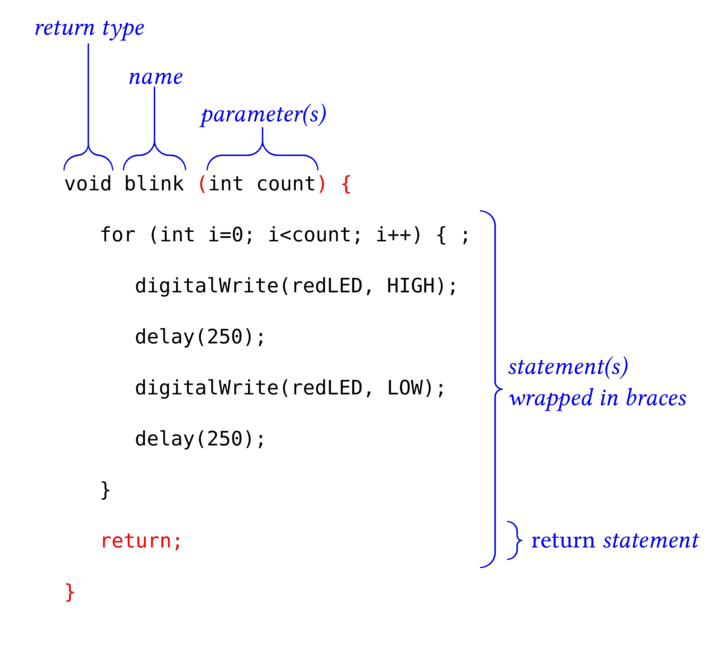 return type
name
parameter(s)
void blink (int count) {
for (int i=0; i<count; i++) { ;
digitalWrite(redLED, HIGH);
delay(250);
statement(s)
wrapped in braces
digitalWrite(redLED, LOW);
delay(250);
}
return;
return statement
}